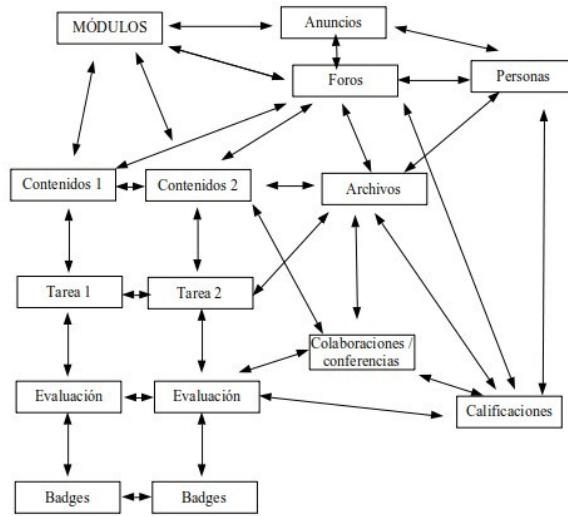 MÓDULOS
Anuncios
Foros
Personas
Contenidos 1
Contenidos 2
Archivos
Tarea 1
Tarea 2
Colaboraciones /
conferencias
Evaluación
Evaluación
Calificaciones
Badges
Badges